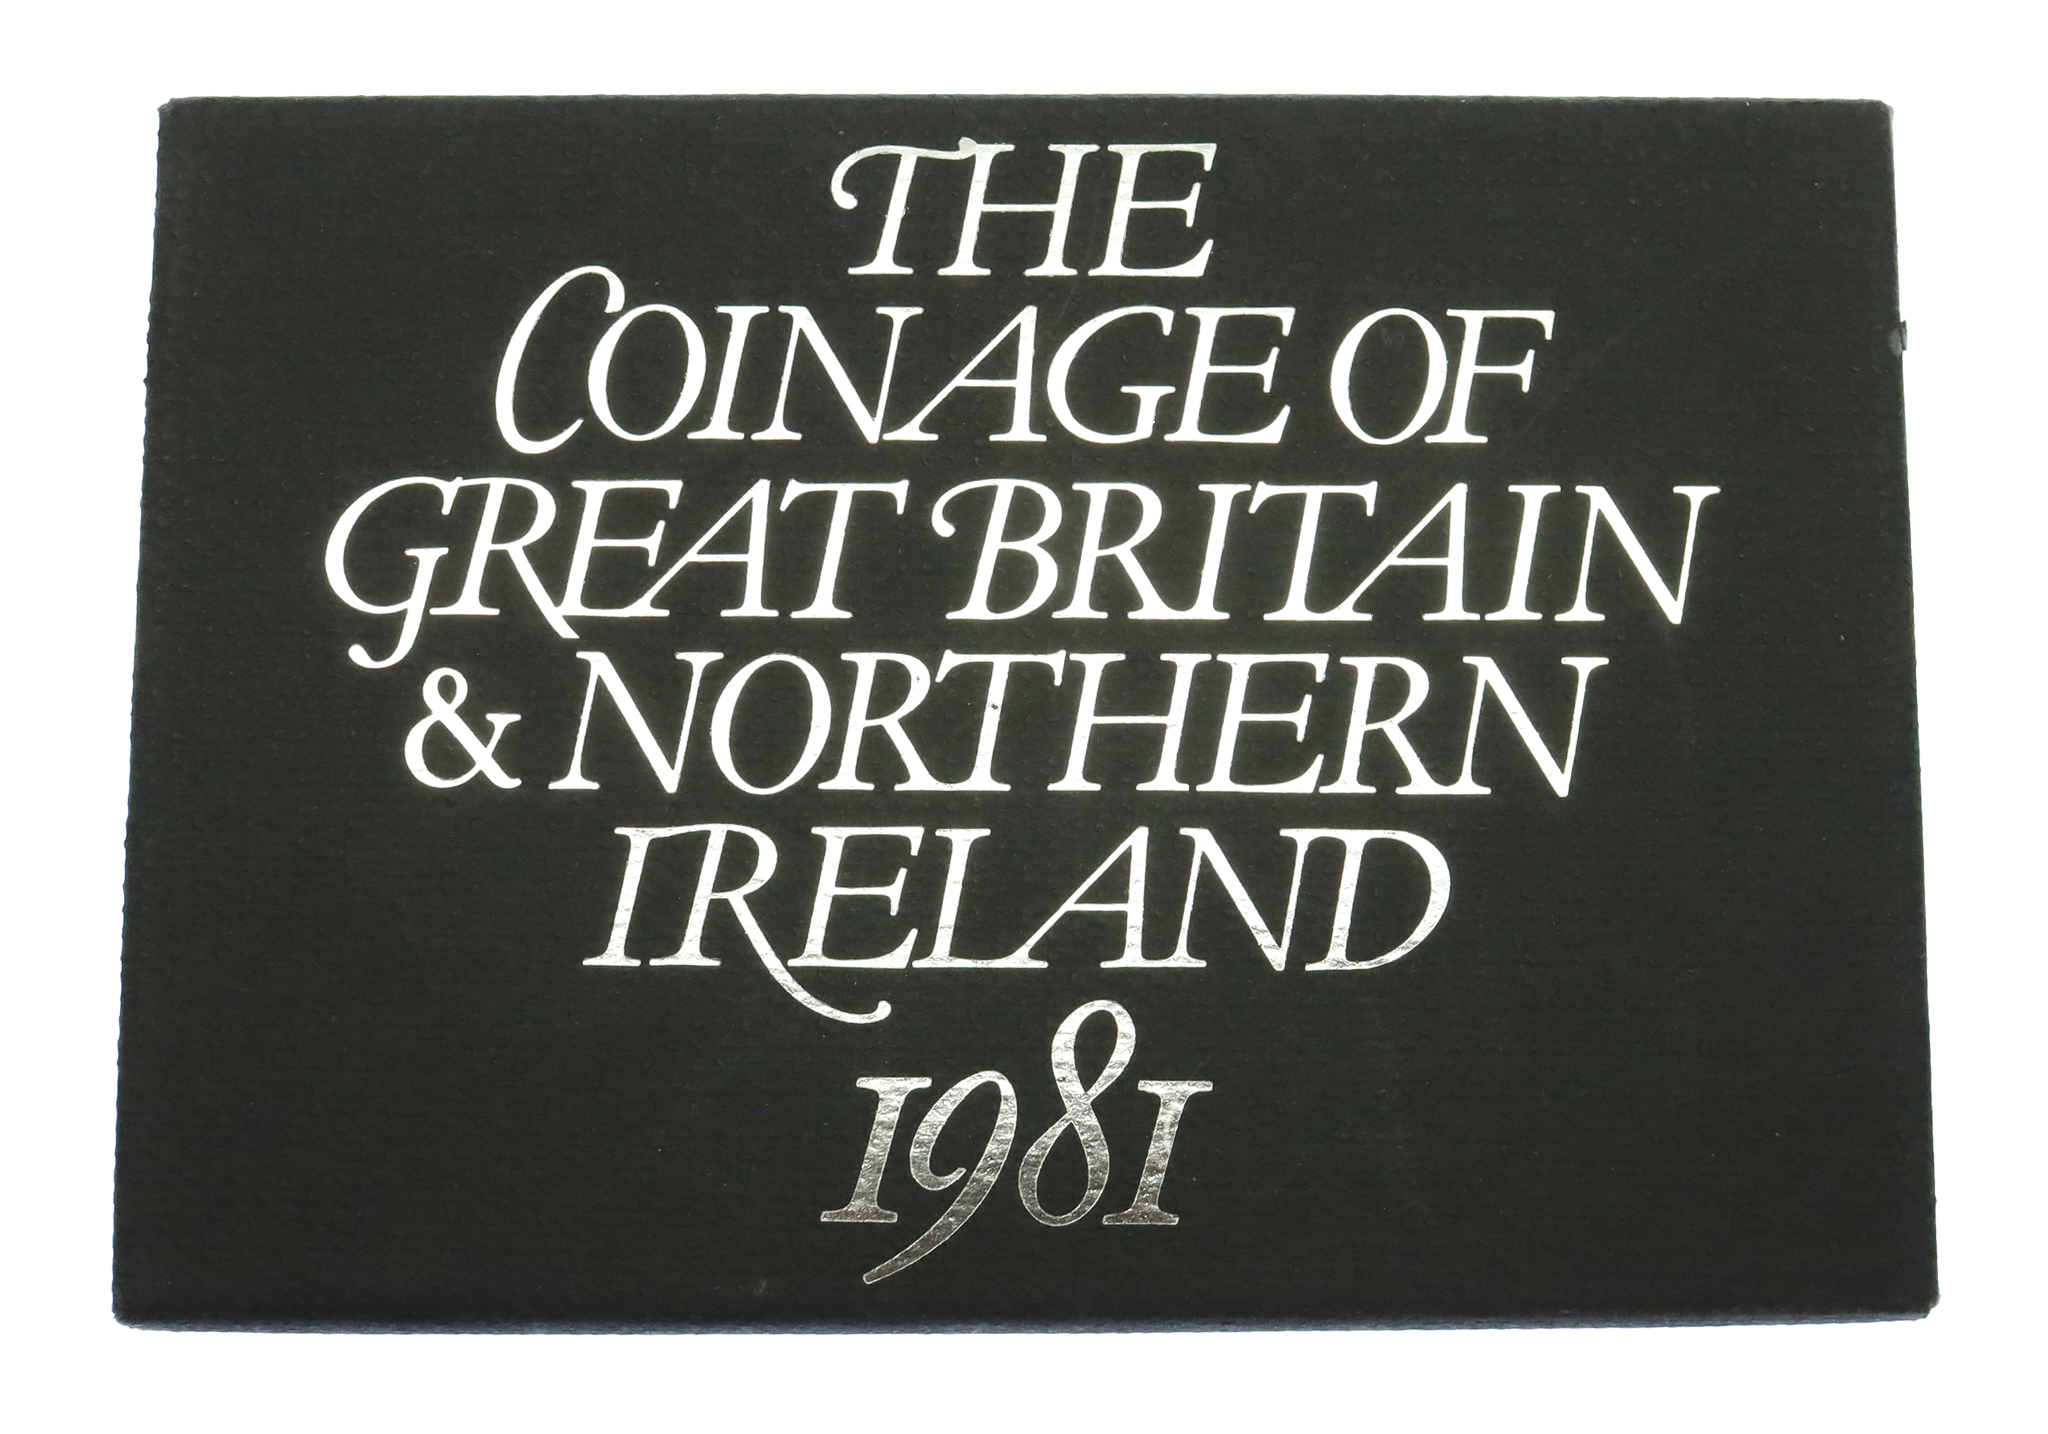 THE
COINAGE OF
GREAT BRITAIN
& NORTHERN
IRELAND
1981